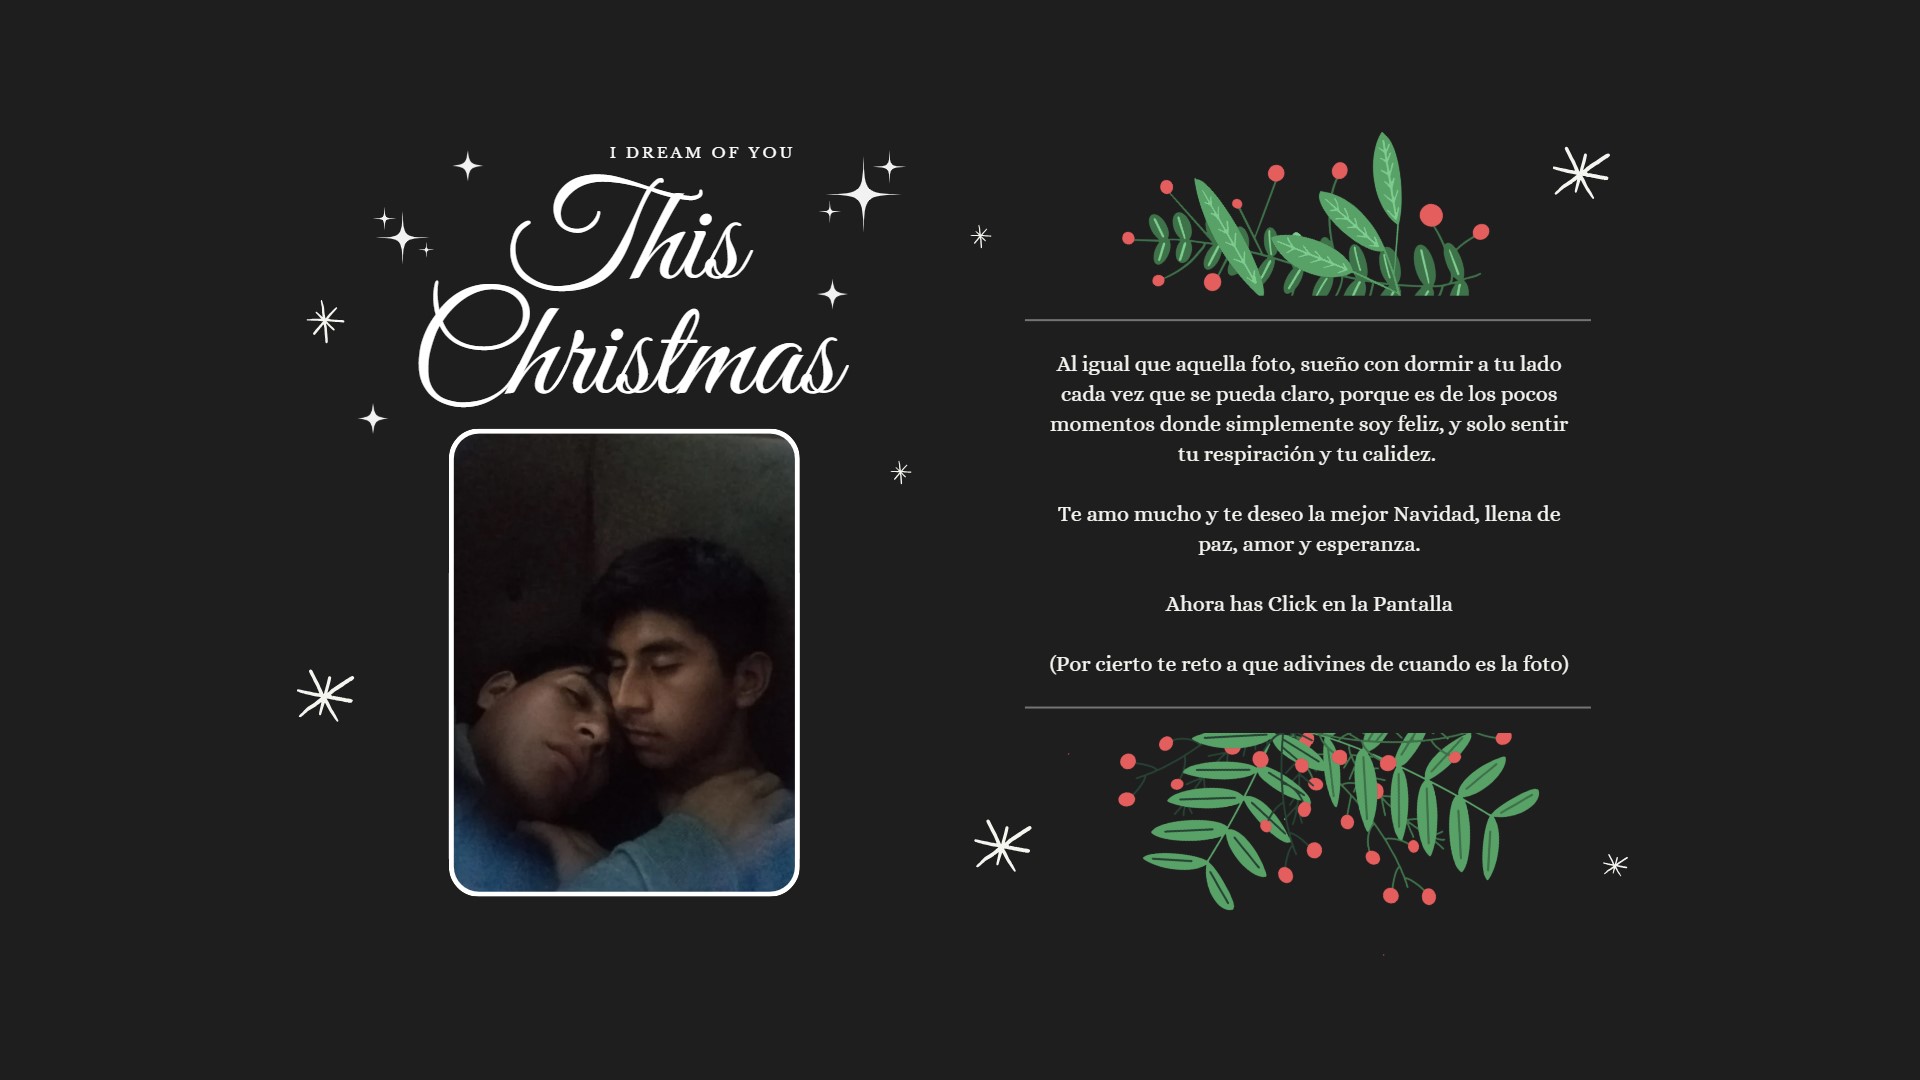 I DREAM OF YOU
This
Christmas
Al igual que aquella foto, sueño con dormir a tu lado
cada vez que se pueda claro, porque es de los pocos
momentos donde simplemente soy feliz, y solo sentir
tu respiración y tu calidez.
Te amo mucho y te deseo la mejor Navidad, llena de
paz, amor y esperanza.
Ahora has Click en la Pantalla
(Por cierto te reto a que adivines de cuando es la foto)